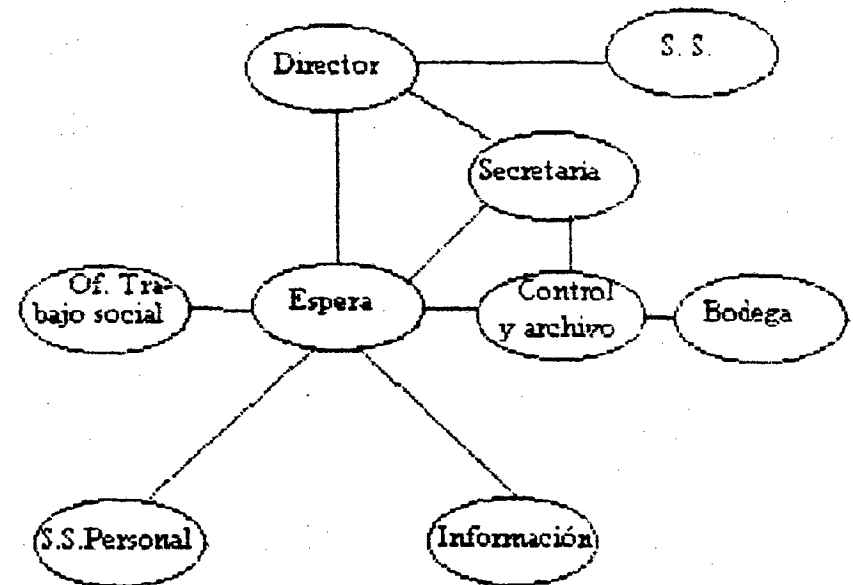 Director
S. S.
Secretaria
Of. Tra-
bajo social
Espera
Control
y archivo
Bodega
S.S.Personal
Información